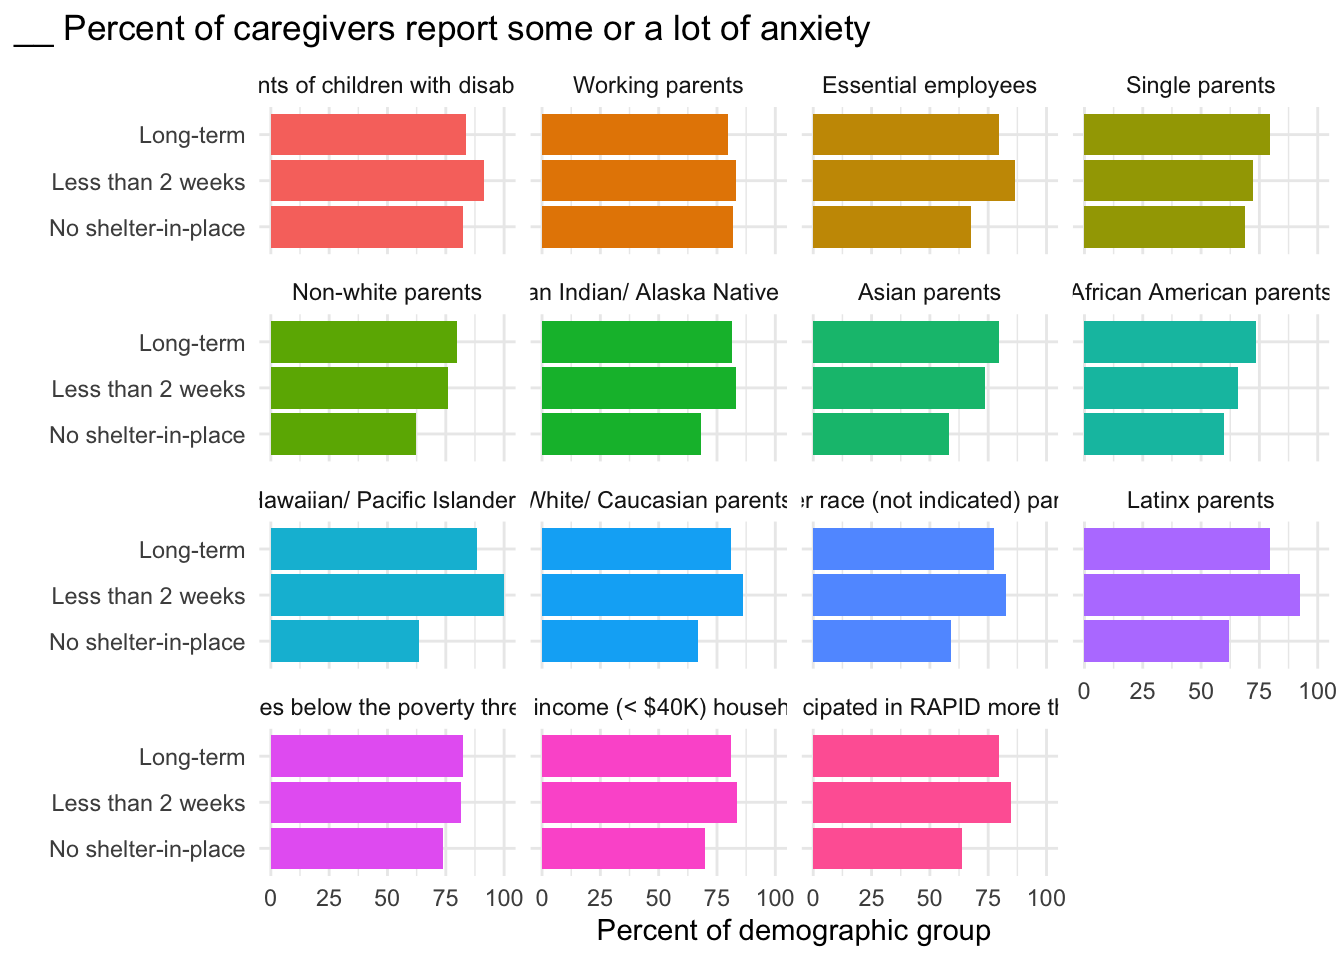 __ Percent of caregivers report some or a lot of anxiety
nts of children with disab Working parents Essential employees Single parents
Long-term
Less than 2 weeks
No shelter-in-place
Non-white parents an Indian/ Alaska Native Asian parents African American parents
Long-term
Less than 2 weeks
No shelter-in-place
Hawaiian/ Pacific Islander White/ Caucasian parents er race (not indicated) par Latinx parents
Long-term
Less than 2 weeks
No shelter-in-place
0 25 50 75 100
es below the poverty thre income (< $40K) househ cipated in RAPID more th
Long-term
Less than 2 weeks
No shelter-in-place
0 25 50 75 100 0 25 50 75 100 0 25 50 75 100
Percent of demographic group